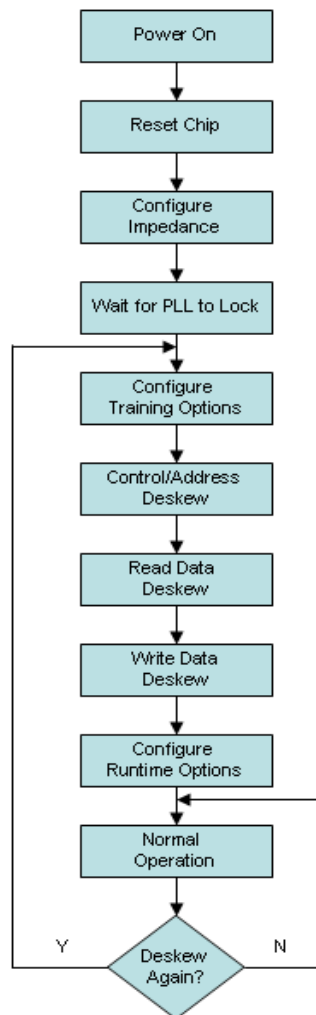 Power On
Reset Chip
Configure
Impedance
Wait for PLL to Lock
Configure
Training Options
Control/Address
Deskew
Read Data
Deskew
Write Data
Deskew
Configure
Runtime Options
Normal
Operation
Y
Deskew
Again?
N